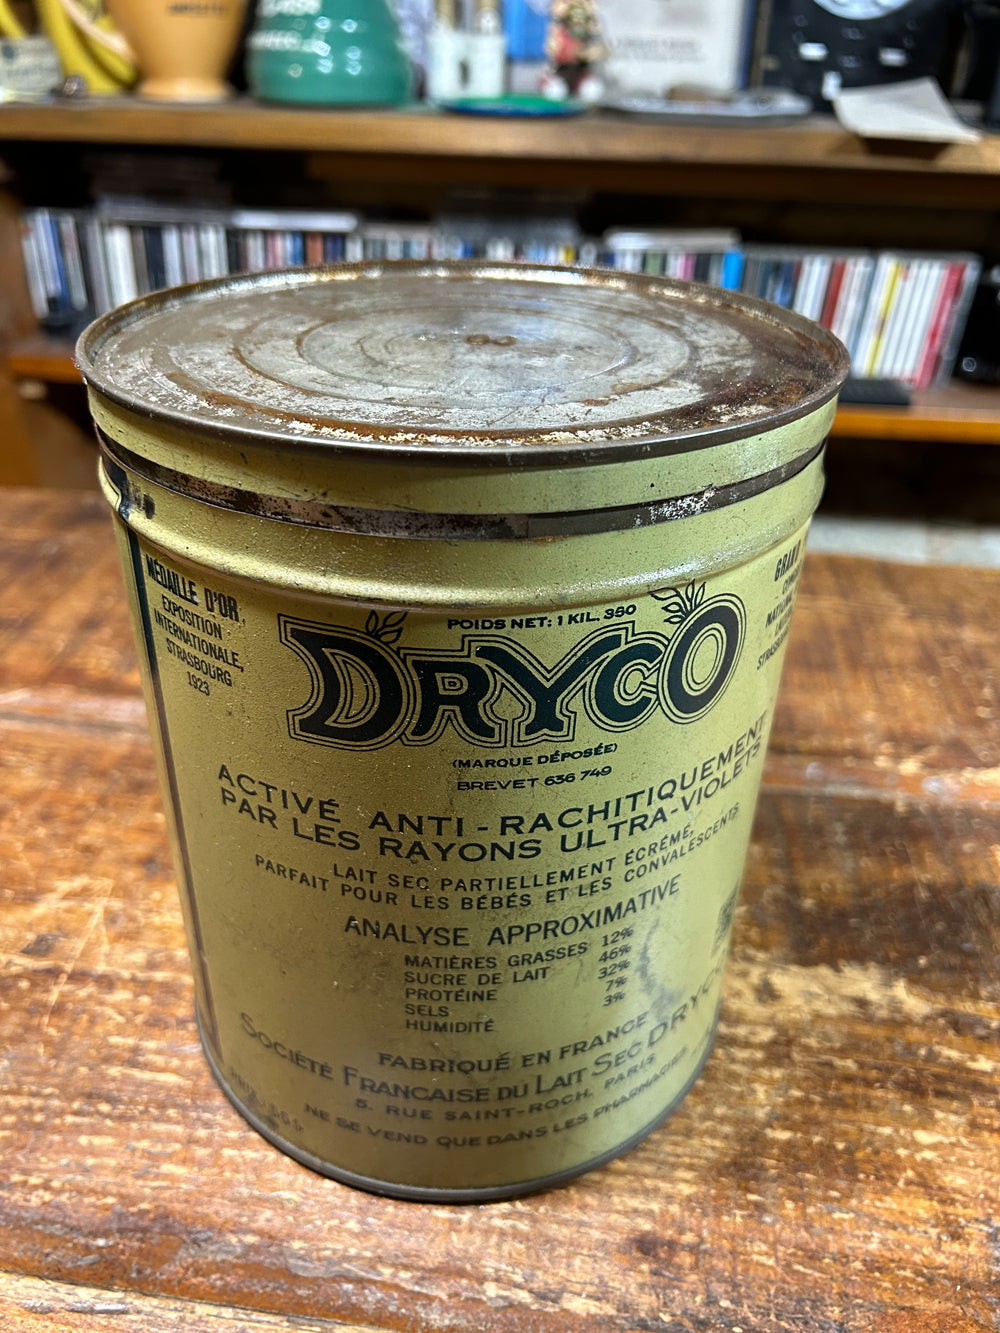 MÉDAILLE D'OR
EXPOSITION
INTERNATIONALE,
STRASBOURG
1923
GRAND
POIDS NET: 1 KIL. 380
DRYCO
(MARQUE DÉPOSÉE)
BREVET 636 749
ACTIVÉ ANTI-RACHITIQUEMENT
PAR LES RAYONS ULTRA-VIOLETS
LAIT SEC PARTIELLEMENT ÉCRÉMÉ,
PARFAIT POUR LES BÉBÉS ET LES CONVALESCENTS
ANALYSE APPROXIMATIVE
MATIÈRES GRASSES 12%
SUCRE DE LAIT 46%
PROTÉINE 32%
SELS 7%
HUMIDITÉ 3%
FABRIQUÉ EN FRANCE
SOCIÉTÉ FRANÇAISE DU LAIT SEC DRYCO
5, RUE SAINT-ROCH, PARIS
NE SE VEND QUE DANS LES PHARMACIES